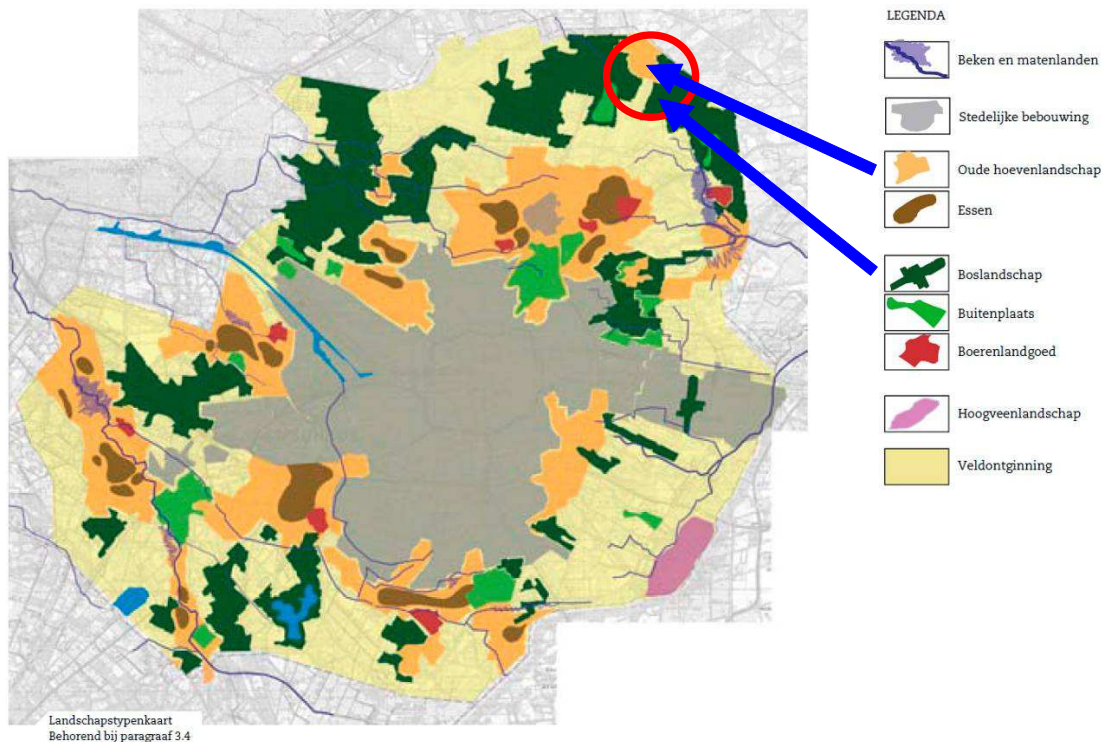 LEGENDA
Beken en matenlanden
Stedelijke bebouwing
Oude hoevenlandschap
Essen
Boslandschap
Buitenplaats
Boerenlandgoed
Hoogveenlandschap
Veldontginning
Landschapstypenkaart
Behorend bij paragraaf 3.4